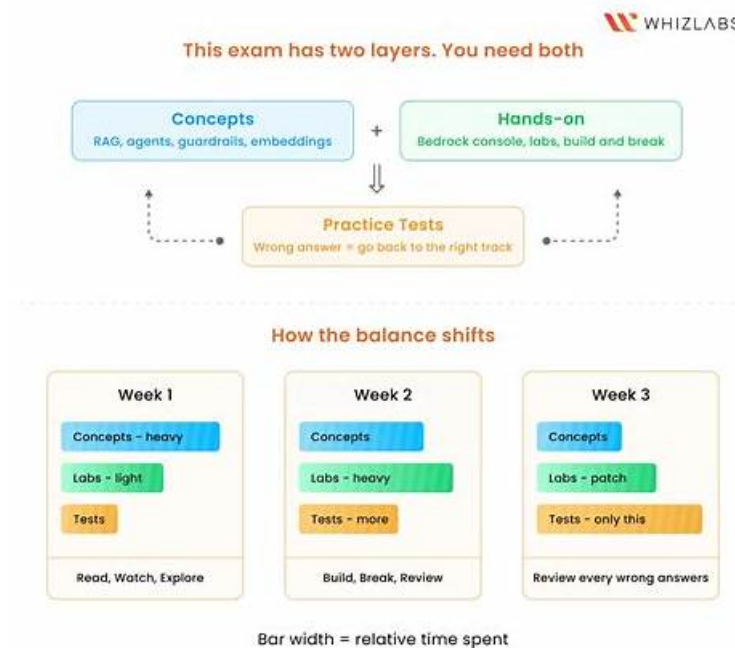 WHIZLABS
This exam has two layers. You need both
Concepts
RAG, agents, guardrails, embeddings
+
Hands-on
Bedrock console, labs, build and break
Practice Tests
Wrong answer = go back to the right track
How the balance shifts
Week 1
Concepts - heavy
Labs - light
Tests
Read, Watch, Explore
Week 2
Concepts
Labs - heavy
Tests - more
Build, Break, Review
Week 3
Concepts
Labs - patch
Tests - only this
Review every wrong answers
Bar width = relative time spent